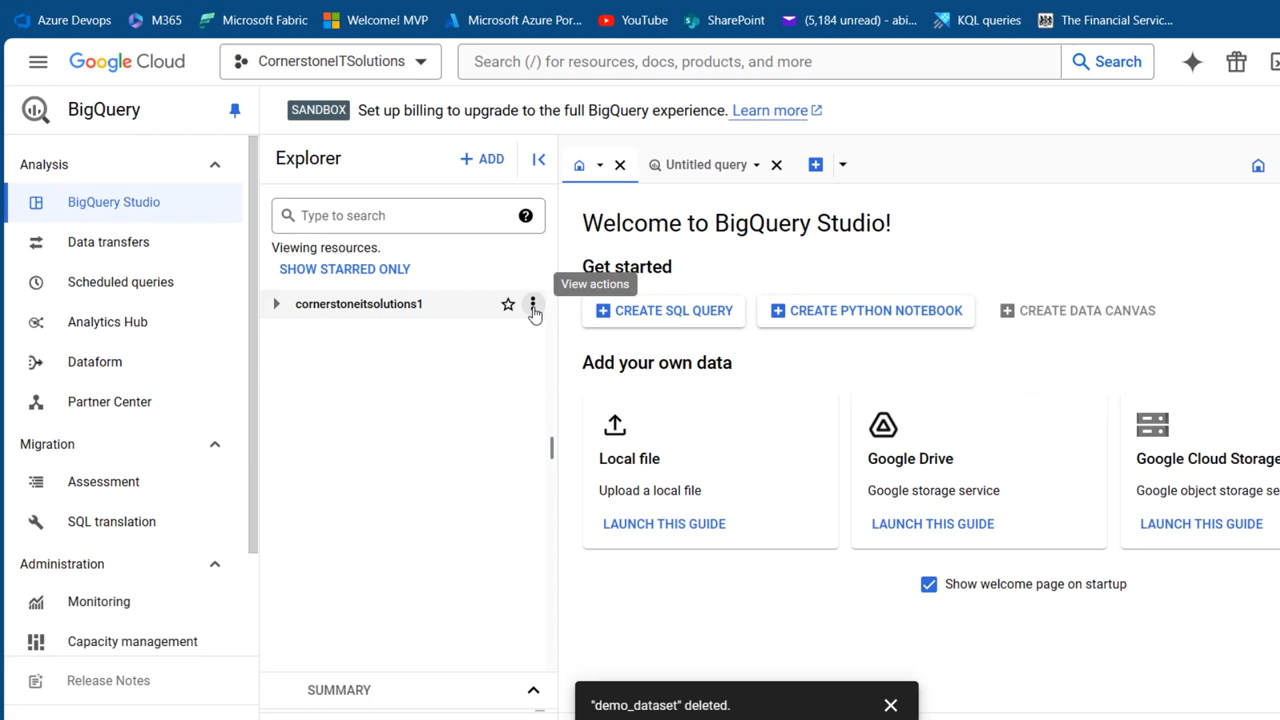 Azure DevOps
M365
Microsoft Fabric
Welcome! MVP
Microsoft Azure Por...
YouTube
SharePoint
(5,184 unread) - abi...
KQL queries
The Financial Servic...
Google Cloud
CornerstoneITSolutions
Search (/) for resources, docs, products, and more
Search
BigQuery
SANDBOX Set up billing to upgrade to the full BigQuery experience. Learn more
Analysis
BigQuery Studio
Data transfers
Scheduled queries
Analytics Hub
Dataform
Partner Center
Migration
Assessment
SQL translation
Administration
Monitoring
Capacity management
Release Notes
Explorer
+ ADD
Type to search
Viewing resources.
SHOW STARRED ONLY
cornerstoneitsolutions1
View actions
SUMMARY
Untitled query
Welcome to BigQuery Studio!
Get started
CREATE SQL QUERY
CREATE PYTHON NOTEBOOK
CREATE DATA CANVAS
Add your own data
Local file
Upload a local file
LAUNCH THIS GUIDE
Google Drive
Google storage service
LAUNCH THIS GUIDE
Google Cloud Storage
Google object storage se
LAUNCH THIS GUIDE
Show welcome page on startup
"demo_dataset" deleted.